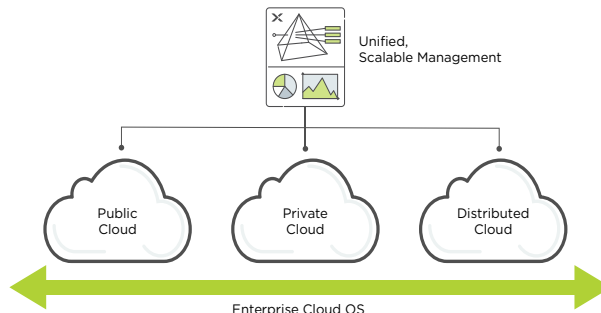 Unified,
Scalable Management
Public
Cloud
Private
Cloud
Distributed
Cloud
Enterprise Cloud OS